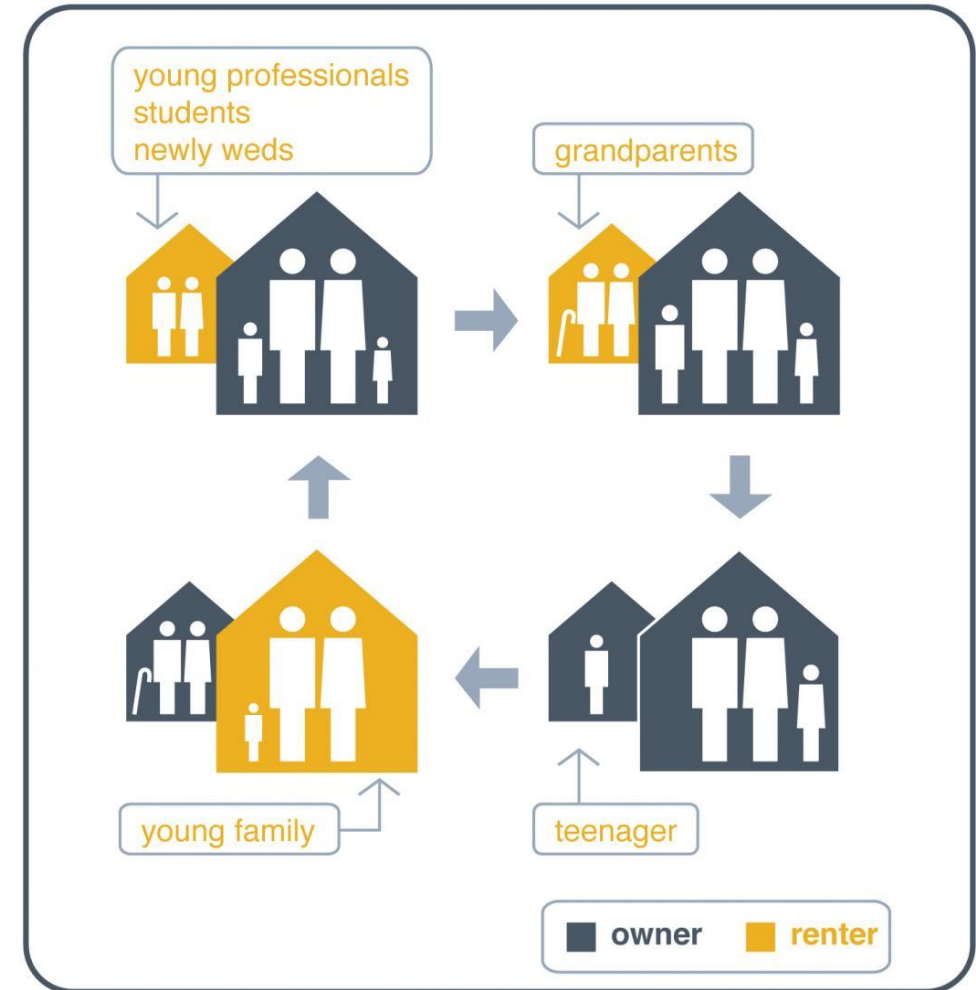 young professionals
students
newly weds
grandparents
young family
teenager
owner
renter